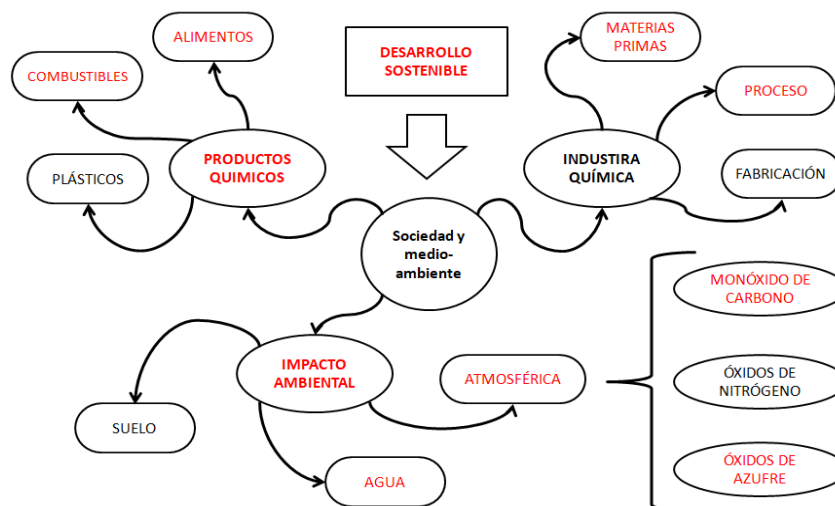 ALIMENTOS
DESARROLLO
SOSTENIBLE
MATERIAS
PRIMAS
COMBUSTIBLES
PROCESO
PRODUCTOS
QUIMICOS
INDUSTIRA
QUÍMICA
PLÁSTICOS
FABRICACIÓN
Sociedad y
medio-
ambiente
MONÓXIDO DE
CARBONO
IMPACTO
AMBIENTAL
ATMOSFÉRICA
ÓXIDOS DE
NITRÓGENO
SUELO
AGUA
ÓXIDOS DE
AZUFRE